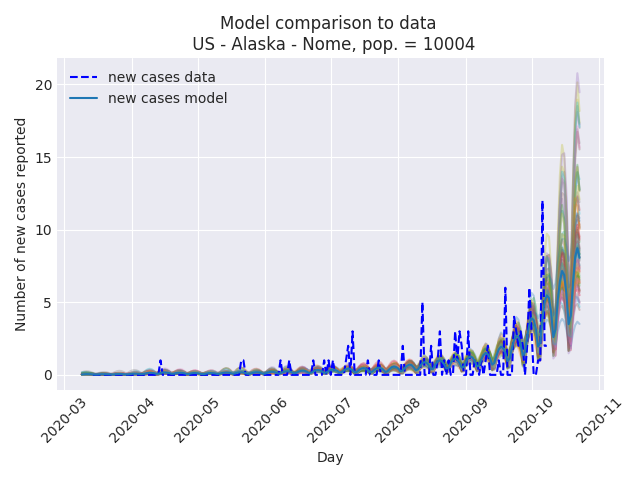 Model comparison to data
US - Alaska - Nome, pop. = 10004
new cases data
new cases model
Number of new cases reported
20
15
10
5
0
2020-03
2020-04
2020-05
2020-06
2020-07
2020-08
2020-09
2020-10
2020-11
Day